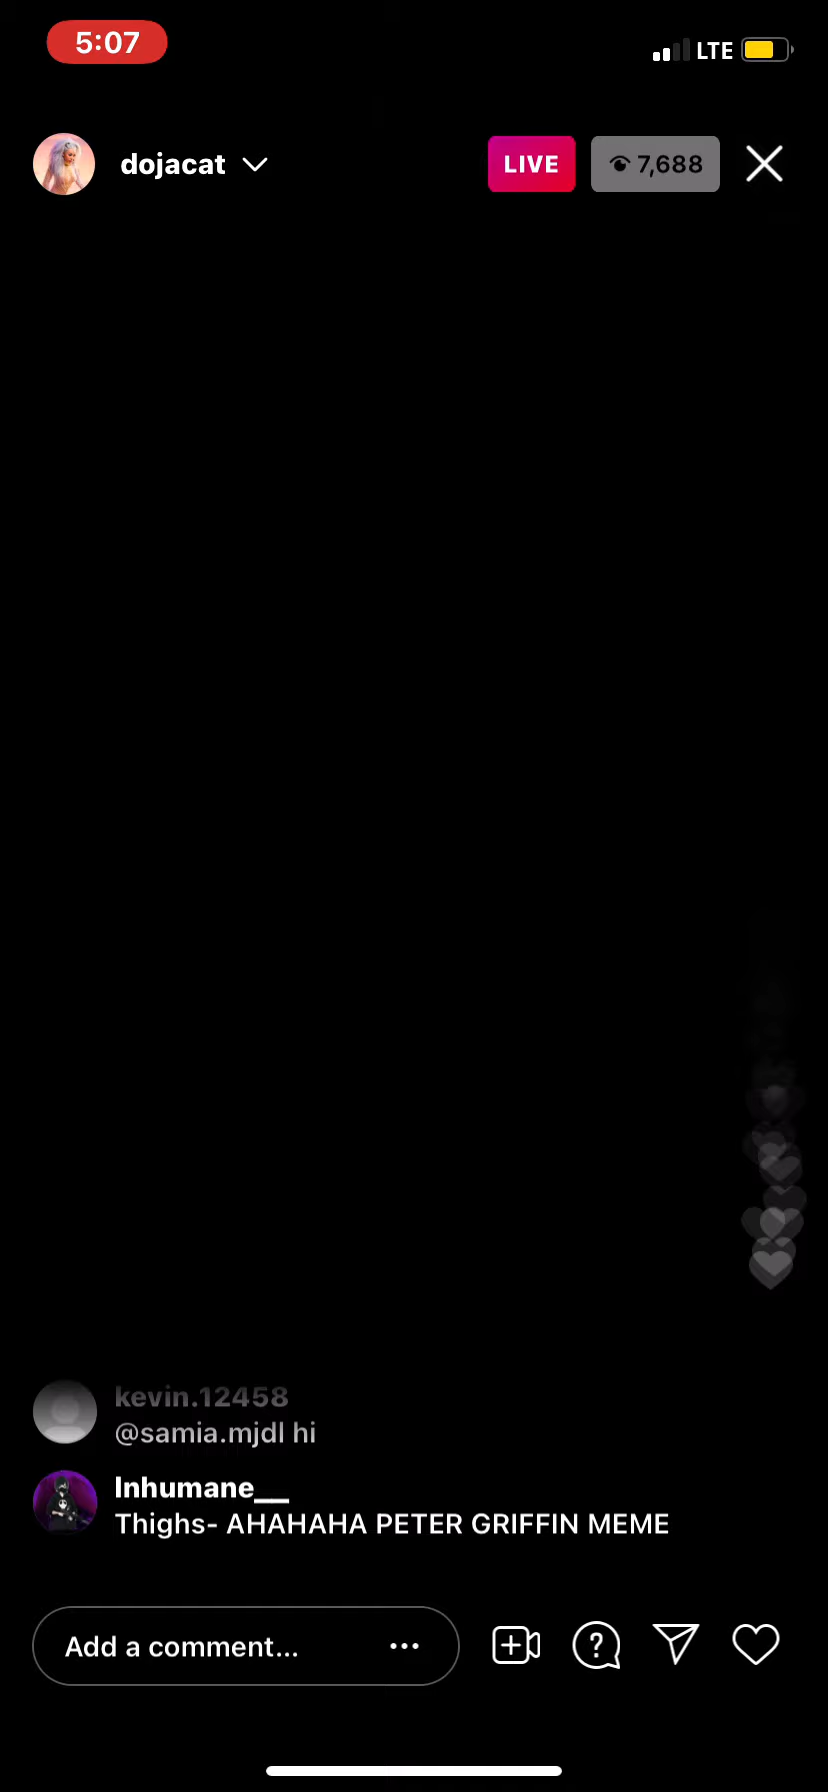 5:07
LTE
dojacat
LIVE
7,688
kevin.12458
@samia.mjdl hi
Inhumane__
Thighs- AHAHAHA PETER GRIFFIN MEME
Add a comment...